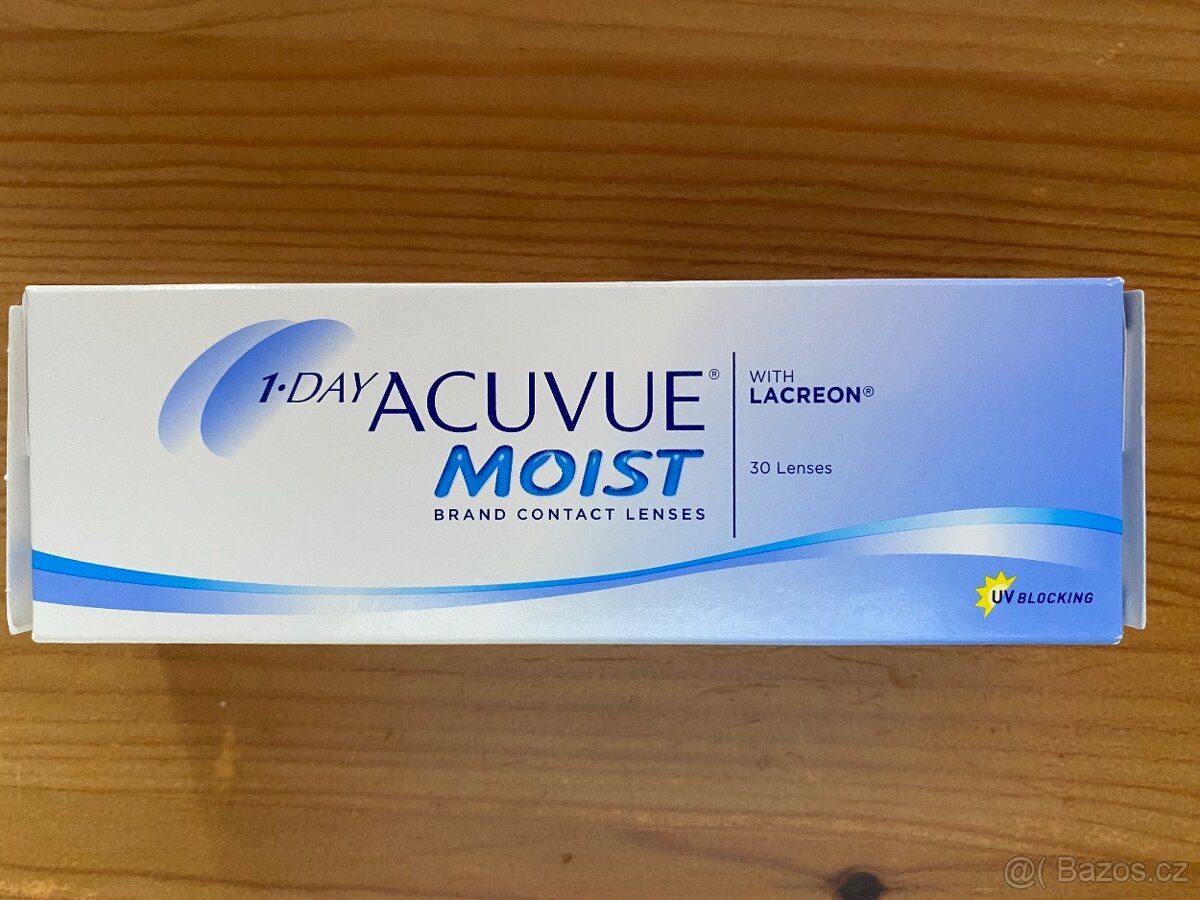 1·DAY ACUVUE®
MOIST
BRAND CONTACT LENSES
WITH
LACREON®
30 Lenses
UV BLOCKING
@( Bazos.cz